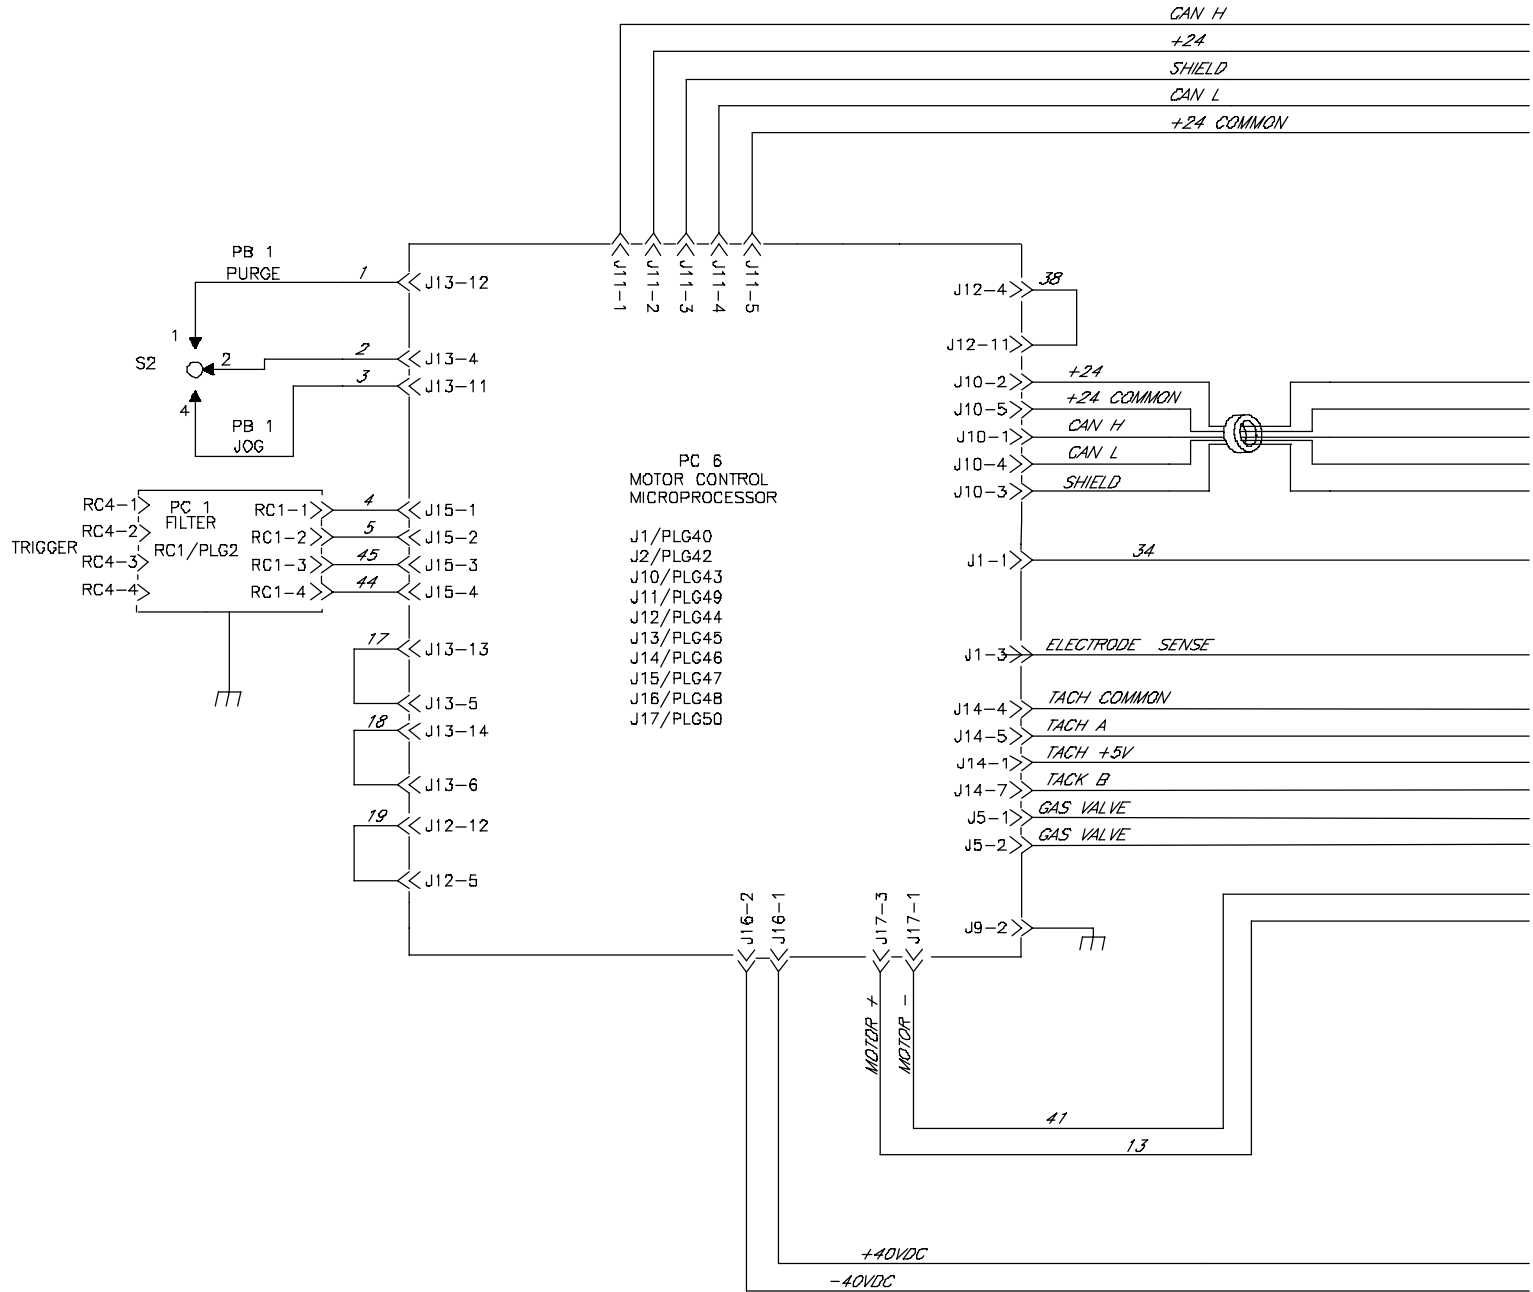 CAN H
+24
SHIELD
CAN L
+24 COMMON
J11-1
J11-2
J11-3
J11-4
J11-5
PB 1
PURGE
1
J13-12
1
S2
2
2
J13-4
3
J13-11
4
PB 1
JOG
38
J12-4
J12-11
J10-2
+24
J10-5
+24 COMMON
J10-1
CAN H
J10-4
CAN L
J10-3
SHIELD
PC 6
MOTOR CONTROL
MICROPROCESSOR
J1/PLG40
J2/PLG42
J10/PLG43
J11/PLG49
J12/PLG44
J13/PLG45
J14/PLG46
J15/PLG47
J16/PLG48
J17/PLG50
TRIGGER
RC4-1
RC4-2
RC4-3
RC4-4
PC 1
FILTER
RC1/PLG2
RC1-1
4
J15-1
RC1-2
5
J15-2
RC1-3
45
J15-3
RC1-4
44
J15-4
17
J13-13
J13-5
18
J13-14
J13-6
19
J12-12
J12-5
J1-1
34
J1-3
ELECTRODE SENSE
J14-4
TACH COMMON
J14-5
TACH A
J14-1
TACH +5V
J14-7
TACK B
J5-1
GAS VALVE
J5-2
GAS VALVE
J9-2
J16-2
J16-1
J17-3
J17-1
MOTOR +
MOTOR -
41
13
+40VDC
-40VDC